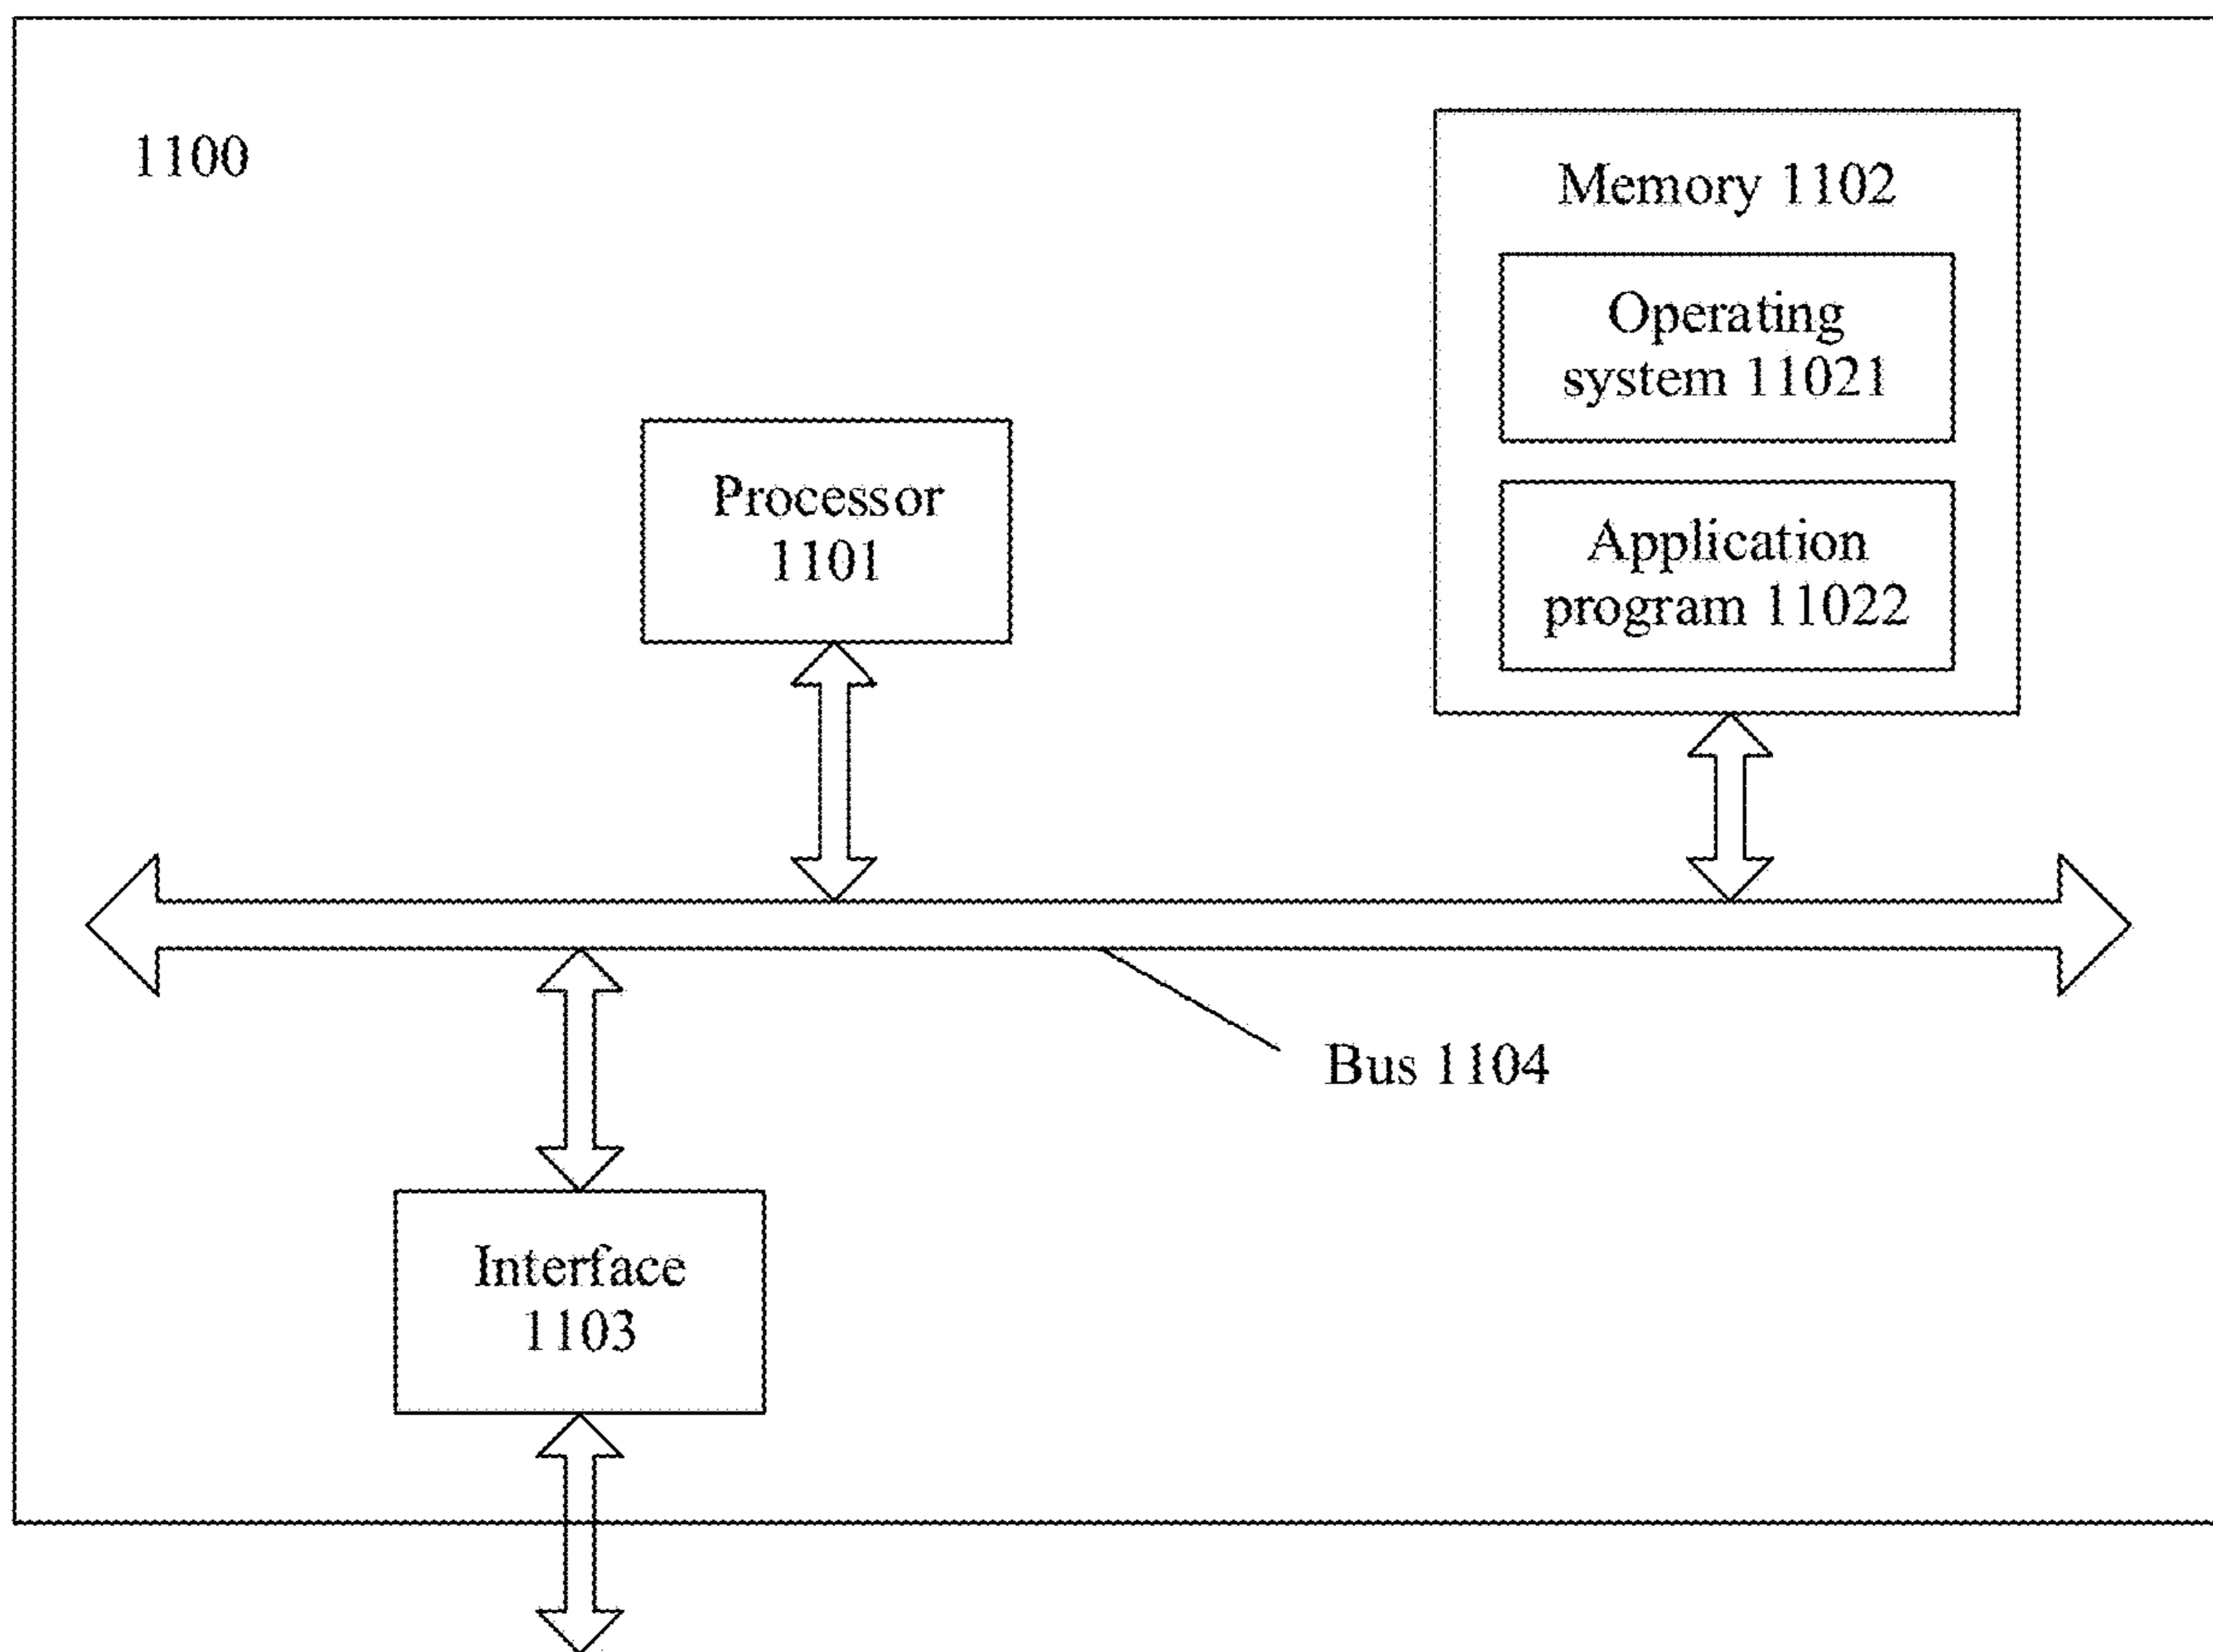 1100
Memory 1102
Operating
system 11021
Application
program 11022
Processor
1101
Bus 1104
Interface
1103